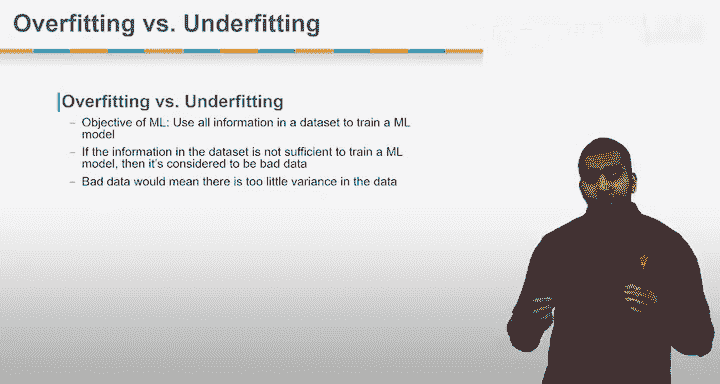 Overfitting vs. Underfitting
Overfitting vs. Underfitting
– Objective of ML: Use all information in a dataset to train a ML
model
– If the information in the dataset is not sufficient to train a ML
model, then it's considered to be bad data
– Bad data would mean there is too little variance in the data